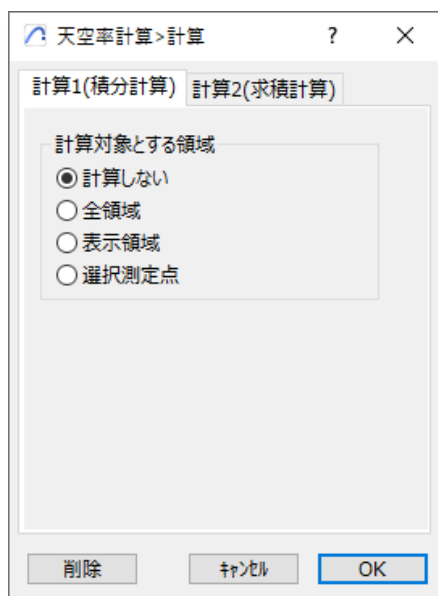 天空率計算>計算
?
計算1(積分計算) 計算2(求積計算)
計算対象とする領域
計算しない
全領域
表示領域
選択測定点
削除 ｷｬﾝｾﾙ OK